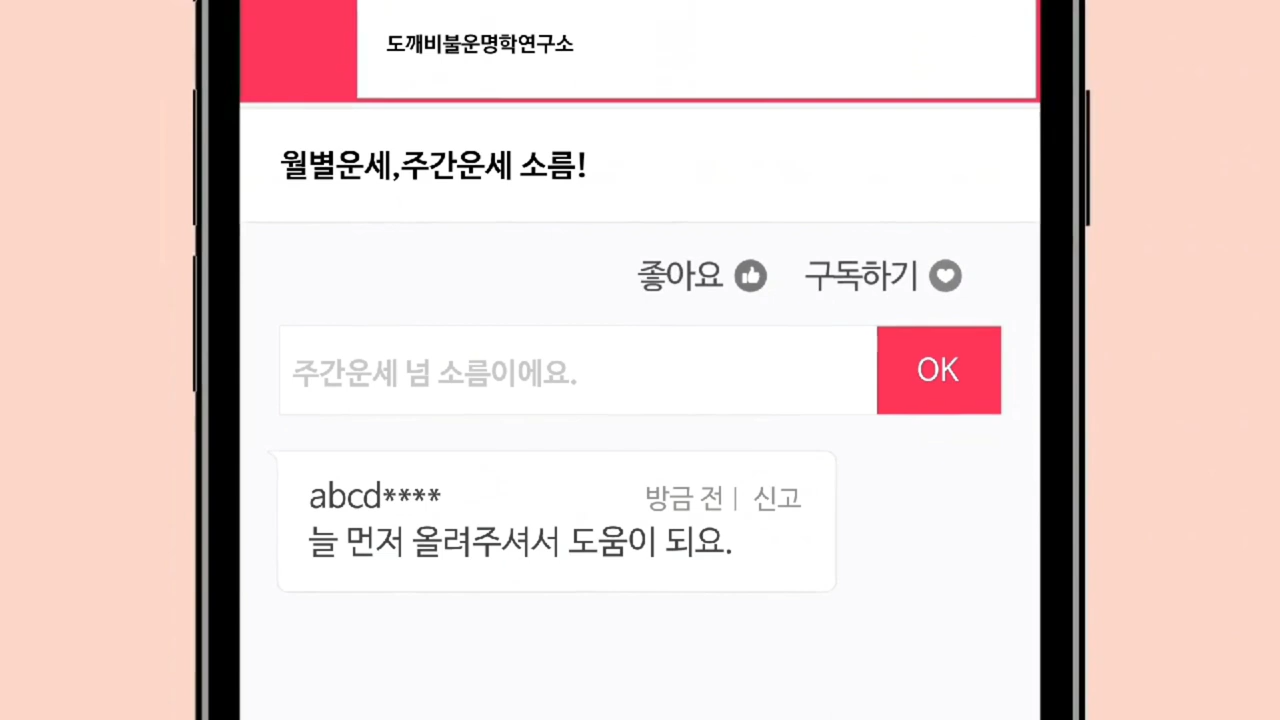 도깨비불운명학연구소
월별운세,주간운세 소름!
좋아요 구독하기
주간운세 넘 소름이에요. OK
abcd**** 방금 전 | 신고
늘 먼저 올려주셔서 도움이 되요.